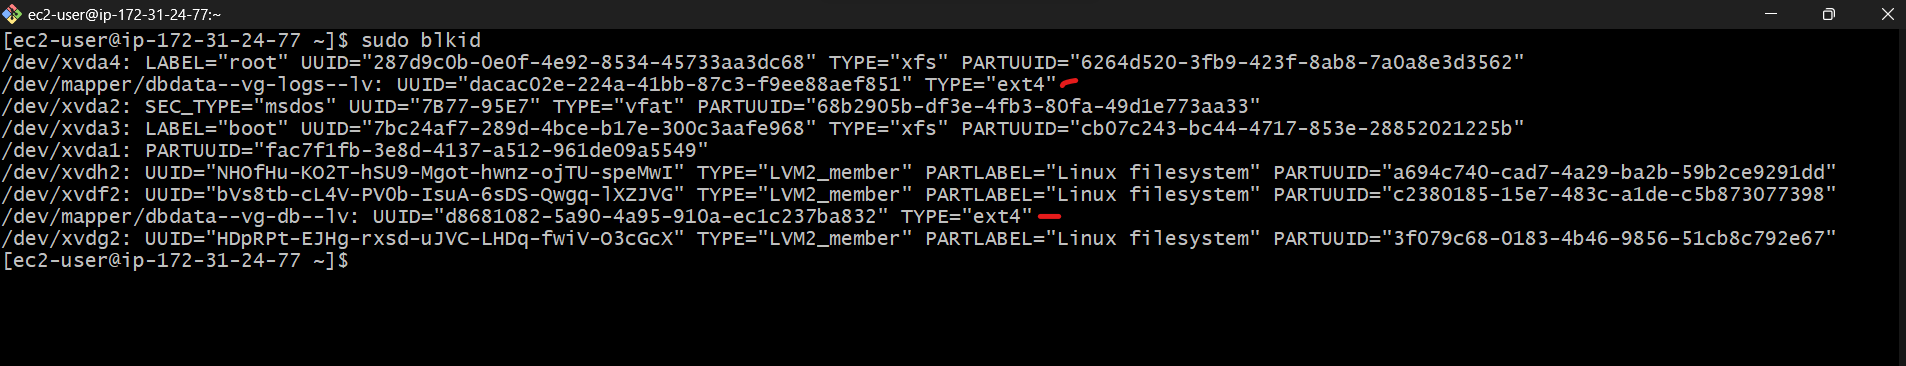 ec2-user@ip-172-31-24-77:~
[ec2-user@ip-172-31-24-77 ~]$ sudo blkid
/dev/xvda4: LABEL="root" UUID="287d9c0b-0e0f-4e92-8534-45733aa3dc68" TYPE="xfs" PARTUUID="6264d520-3fb9-423f-8ab8-7a0a8e3d3562"
/dev/mapper/dbdata--vg-logs--lv: UUID="dacac02e-224a-41bb-87c3-f9ee88aef851" TYPE="ext4"
/dev/xvda2: SEC_TYPE="msdos" UUID="7B77-95E7" TYPE="vfat" PARTUUID="68b2905b-df3e-4fb3-80fa-49d1e773aa33"
/dev/xvda3: LABEL="boot" UUID="7bc24af7-289d-4bce-b17e-300c3aafe968" TYPE="xfs" PARTUUID="cb07c243-bc44-4717-853e-28852021225b"
/dev/xvda1: PARTUUID="fac7f1fb-3e8d-4137-a512-961de09a5549"
/dev/xvdh2: UUID="NHOfHu-KO2T-hSU9-Mgot-hwnz-ojTU-speMwI" TYPE="LVM2_member" PARTLABEL="Linux filesystem" PARTUUID="a694c740-cad7-4a29-ba2b-59b2ce9291dd"
/dev/xvdf2: UUID="bVs8tb-cL4V-PV0b-IsuA-6sDS-Qwgq-lXZJVG" TYPE="LVM2_member" PARTLABEL="Linux filesystem" PARTUUID="c2380185-15e7-483c-a1de-c5b873077398"
/dev/mapper/dbdata--vg-db--lv: UUID="d8681082-5a90-4a95-910a-ec1c237ba832" TYPE="ext4"
/dev/xvdg2: UUID="HDpRPt-EJHg-rxsd-uJVC-LHDq-fwiV-O3cGcX" TYPE="LVM2_member" PARTLABEL="Linux filesystem" PARTUUID="3f079c68-0183-4b46-9856-51cb8c792e67"
[ec2-user@ip-172-31-24-77 ~]$